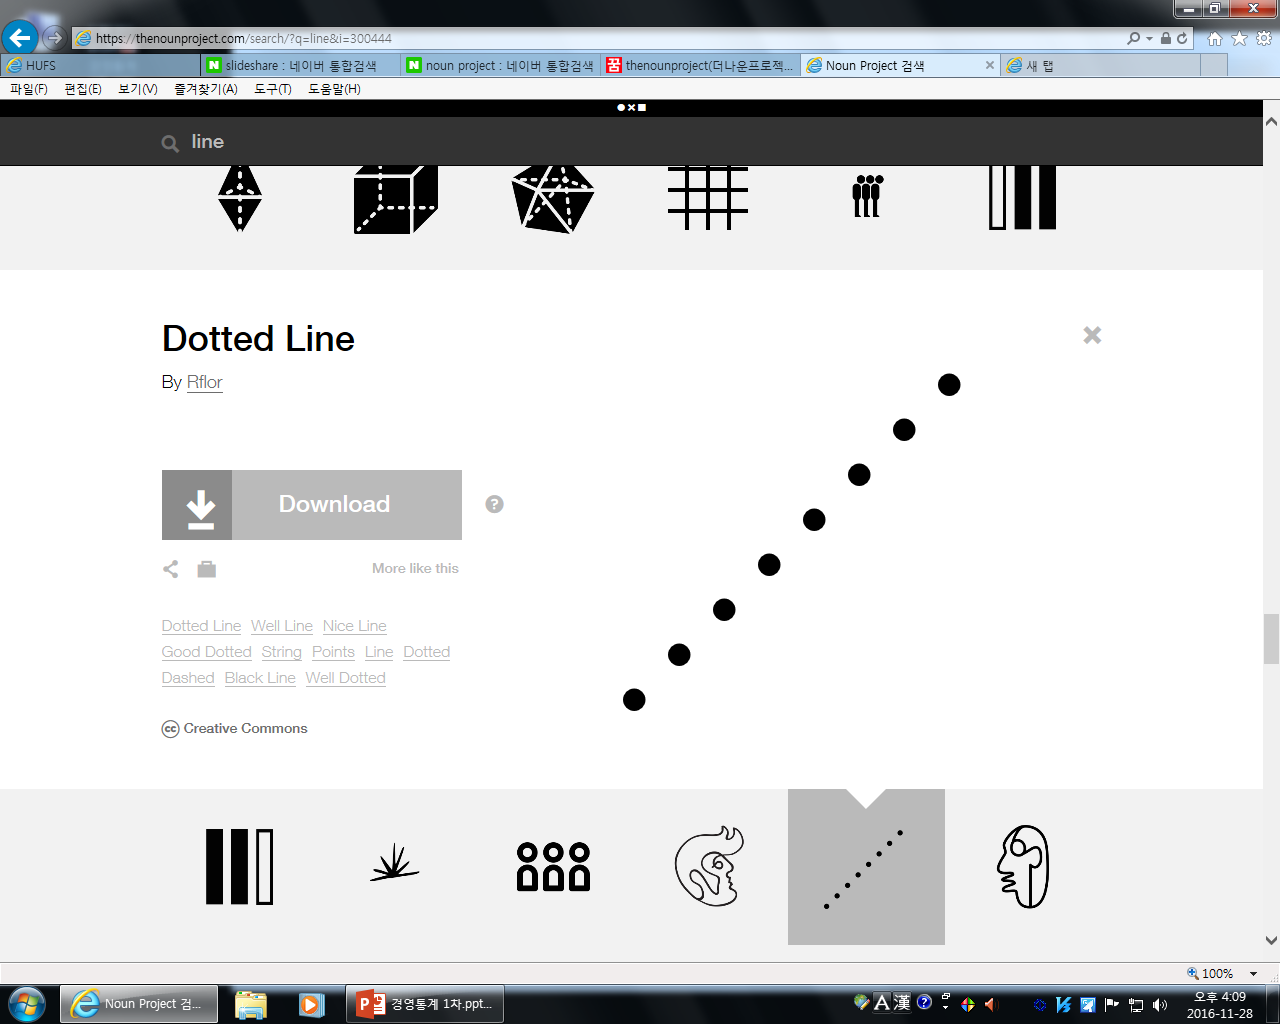 https://thenounproject.com/search/?q=line&i=300444
HUFS
slideshare : 네이버 통합검색
noun project : 네이버 통합검색
thenounproject(더나운프로젝...
Noun Project 검색
새 탭
파일(F) 편집(E) 보기(V) 즐겨찾기(A) 도구(T) 도움말(H)
line
Dotted Line
By Rflor
Download
?
More like this
Dotted Line Well Line Nice Line
Good Dotted String Points Line Dotted
Dashed Black Line Well Dotted
cc Creative Commons
100%
Noun Project 검...
경영통계 1차.ppt...
A 漢
오후 4:09
2016-11-28